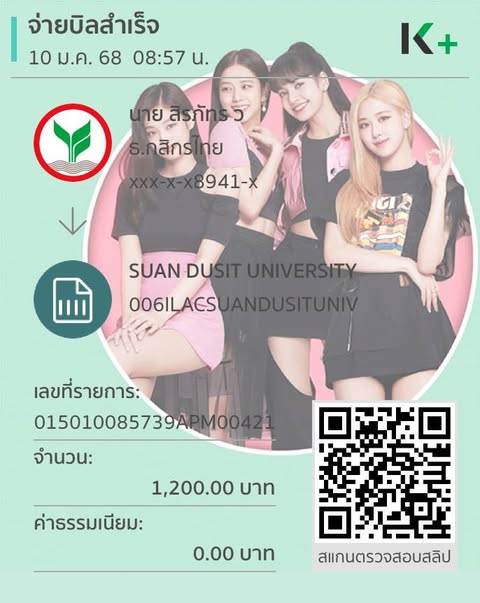 จ่ายบิลสำเร็จ
10 ม.ค. 68 08:57 น.
K+
นาย สิรภัทร ว
ธ.กสิกรไทย
xxx-x-x8941-x
SUAN DUSIT UNIVERSITY
006ILACSUANDUSITUNIV
เลขที่รายการ:
015010085739APM00421
จำนวน:
1,200.00 บาท
ค่าธรรมเนียม:
0.00 บาท
สแกนตรวจสอบสลิป